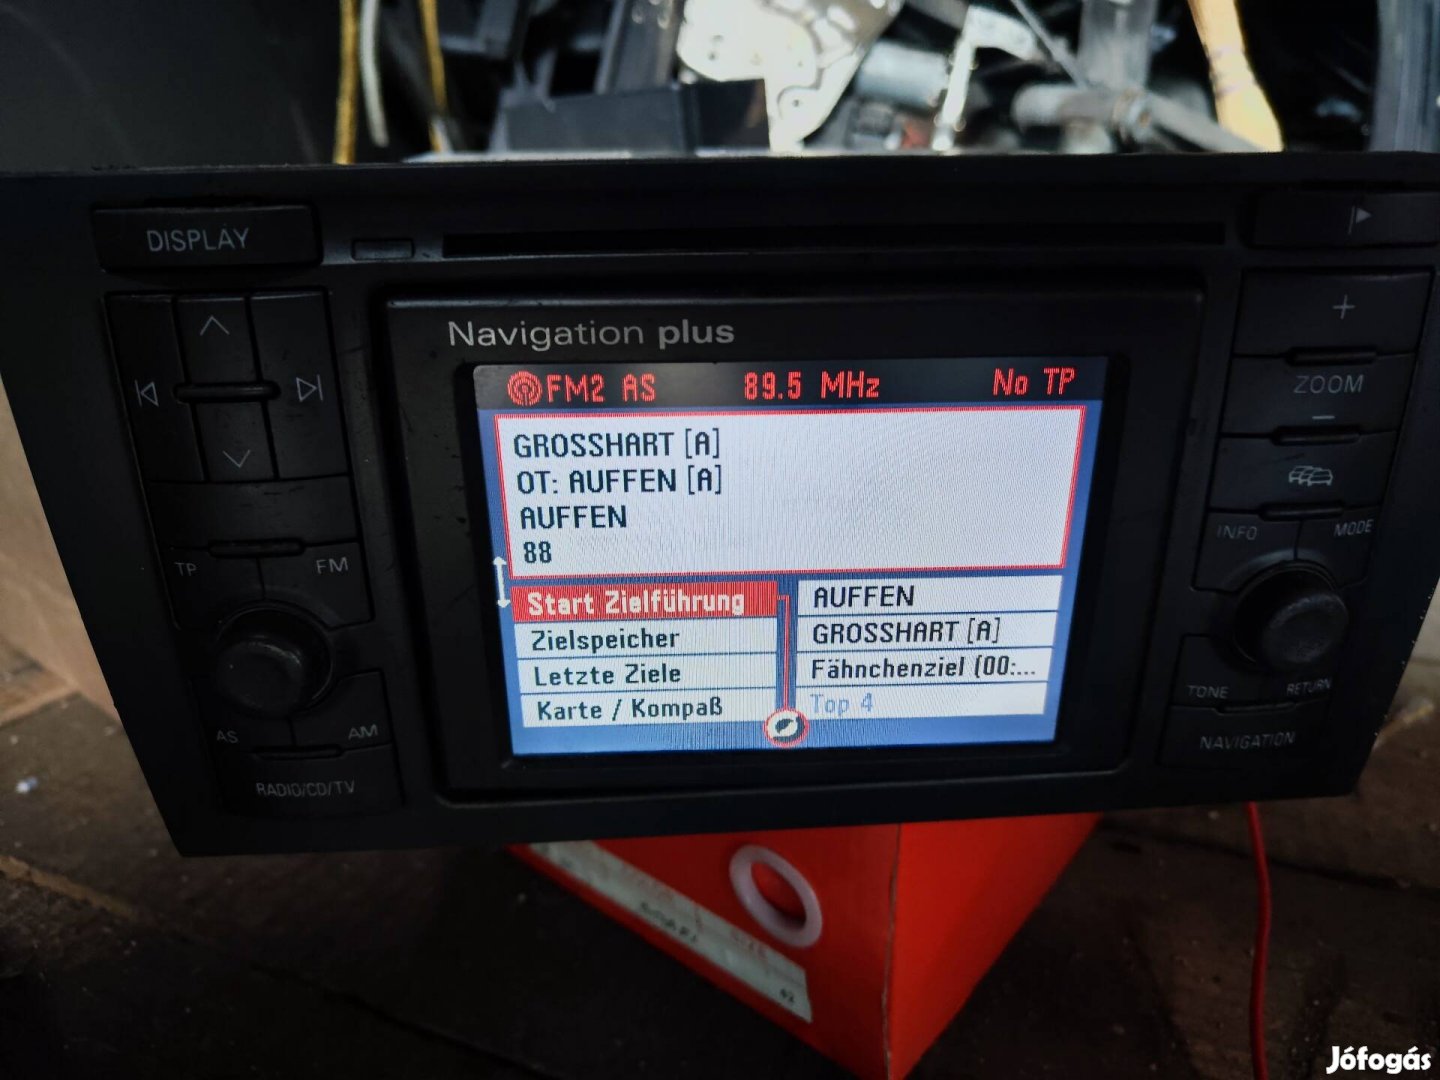 DISPLAY
Navigation plus
FM2 AS 89.5 MHz No TP
GROSSHART [A]
OT: AUFFEN [A]
AUFFEN
88
Start Zielführung
Zielspeicher
Letzte Ziele
Karte / Kompaß
AUFFEN
GROSSHART [A]
Fähnchenziel (00:...
Top 4
TP FM
AS AM
RADIO/CD/TV
+
ZOOM
–
INFO MODE
TONE RETURN
NAVIGATION
Jófogás